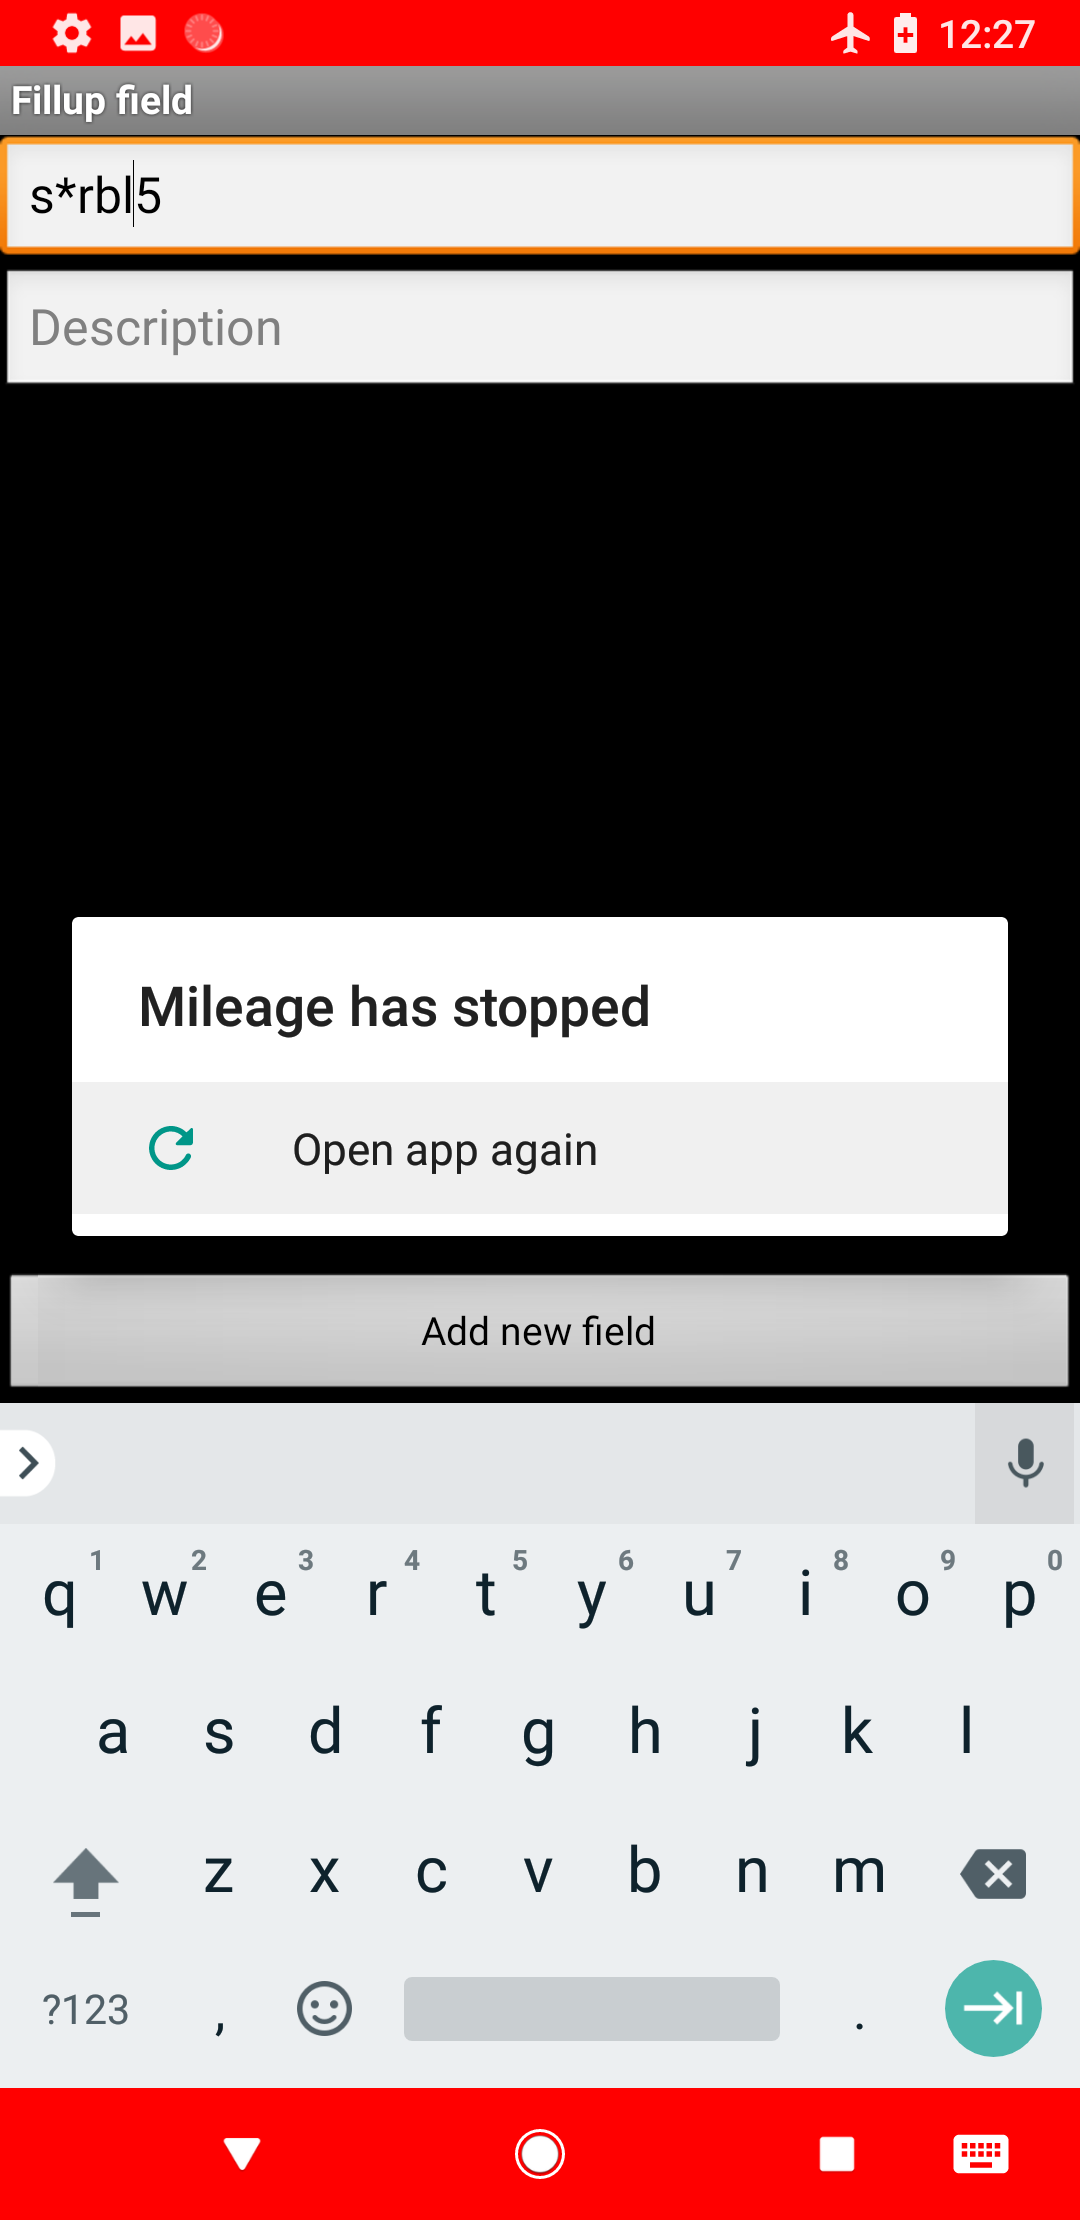 12:27
Fillup field
s*rbl5
Description
Mileage has stopped
Open app again
Add new field
1 2 3 4 5 6 7 8 9 0
q w e r t y u i o p
a s d f g h j k l
z x c v b n m
?123 , .